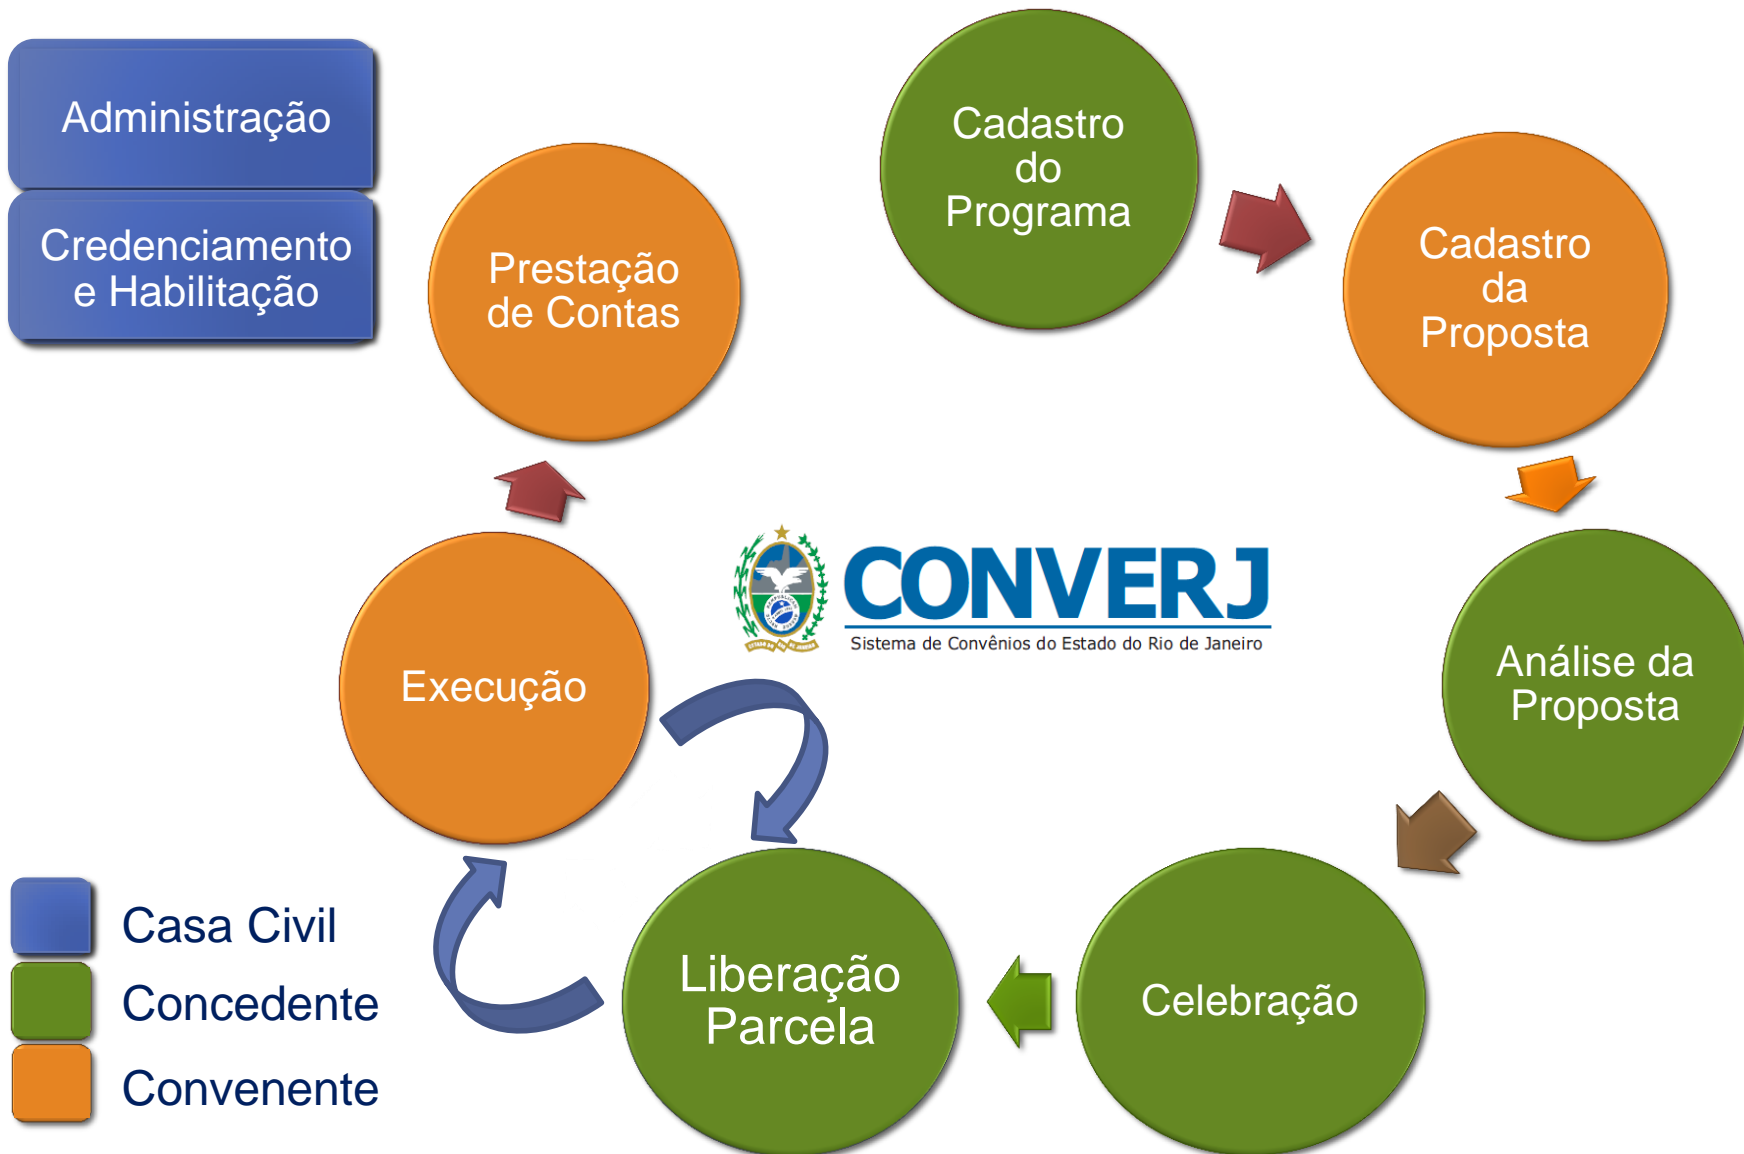 Administração
Credenciamento
e Habilitação
Cadastro
do
Programa
Cadastro
da
Proposta
Análise da
Proposta
Celebração
Liberação
Parcela
Execução
Prestação
de Contas
CONVERJ
Sistema de Convênios do Estado do Rio de Janeiro
Casa Civil
Concedente
Convenente